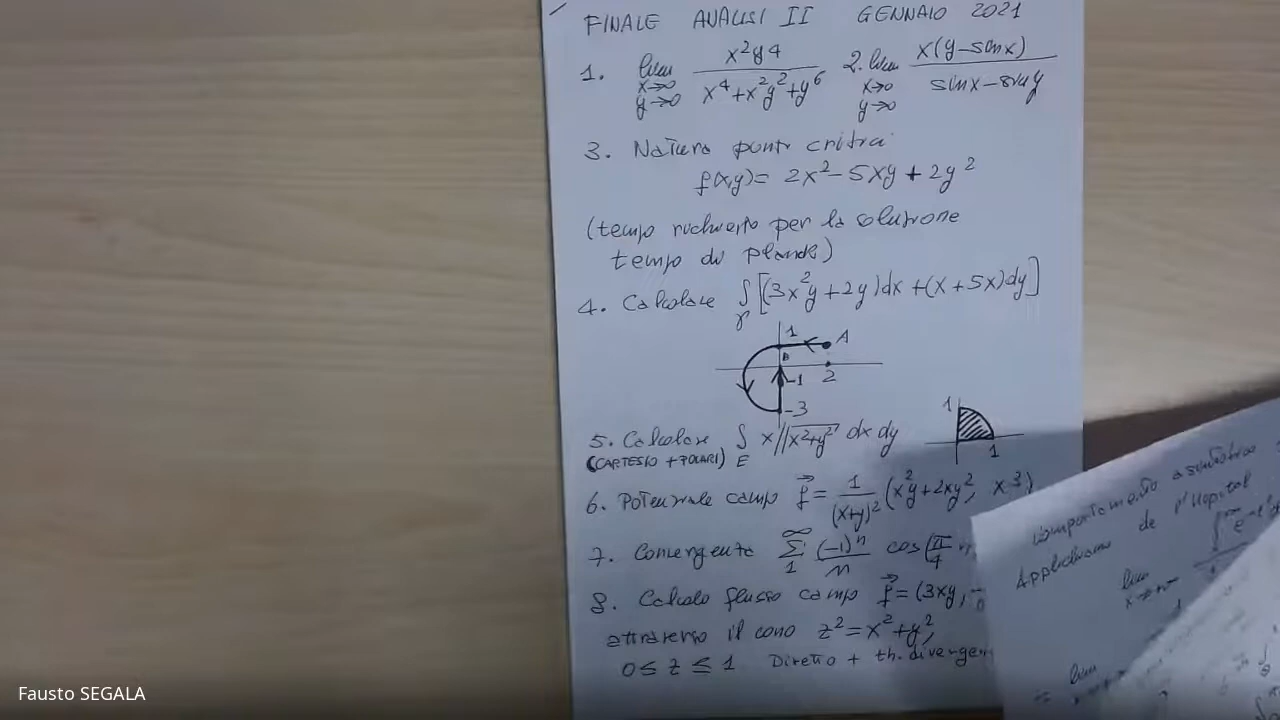 FINALE ANALISI II GENNAIO 2021
1. lim x→0 y→0 x²y⁴ / x⁴+x²y²+y⁶ 2. lim x→0 y→0 x(y-sinx) / sinx-siny
3. Natura punti critici
f(x,y)= 2x²-5xy+2y²
(tempo richiesto per la soluzione
tempo di Planck)
4. Calcolare ∫γ [(3x²y+2y)dx+(x+5x)dy]
1 A
B
-1 2
-3
5. Calcolare ∫E x/√x²+y² dx dy
(CARTESIO + POLARI)
1
1
6. Potenziale campo f⃗= 1/(x+y)² (x²y+2xy², x³)
7. Convergenza ∑ 1 ∞ (-1)ⁿ/n cos(π/4
8. Calcolo flusso campo f⃗=(3xy,
attraverso il cono z²=x²+y²,
0≤z≤1 Diretto + th. divergen
comportamento asintotico
Applichiamo de l'Hopital
lim
lim
Fausto SEGALA